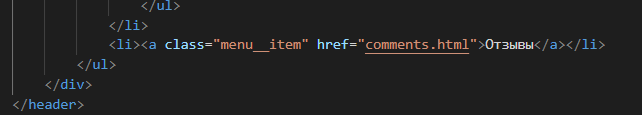 </ul>
</li>
<li><a class="menu__item" href="comments.html">Отзывы</a></li>
</ul>
</div>
</header>